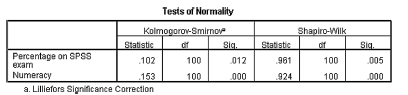 Tests of Normality
Kolmogorov-Smirnovᵃ Shapiro-Wilk
Statistic df Sig. Statistic df Sig.
Percentage on SPSS exam .102 100 .012 .961 100 .005
Numeracy .153 100 .000 .924 100 .000
a. Lilliefors Significance Correction